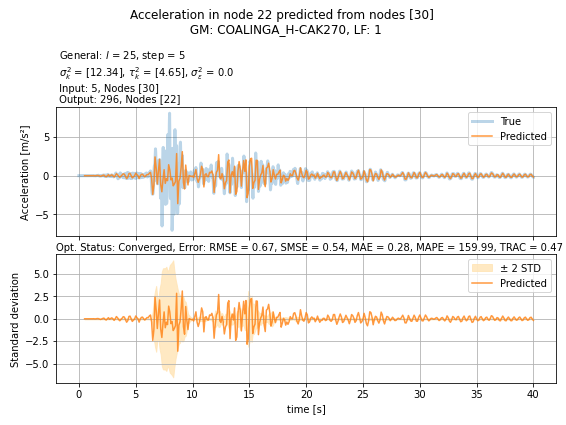 Acceleration in node 22 predicted from nodes [30]
GM: COALINGA_H-CAK270, LF: 1
General: l = 25, step = 5
σ²ₖ = [12.34], τ²ₖ = [4.65], σ²ε = 0.0
Input: 5, Nodes [30]
Output: 296, Nodes [22]
Acceleration [m/s²]
5
0
−5
True
Predicted
Opt. Status: Converged, Error: RMSE = 0.67, SMSE = 0.54, MAE = 0.28, MAPE = 159.99, TRAC = 0.47
Standard deviation
5.0
2.5
0.0
−2.5
−5.0
± 2 STD
Predicted
0 5 10 15 20 25 30 35 40
time [s]